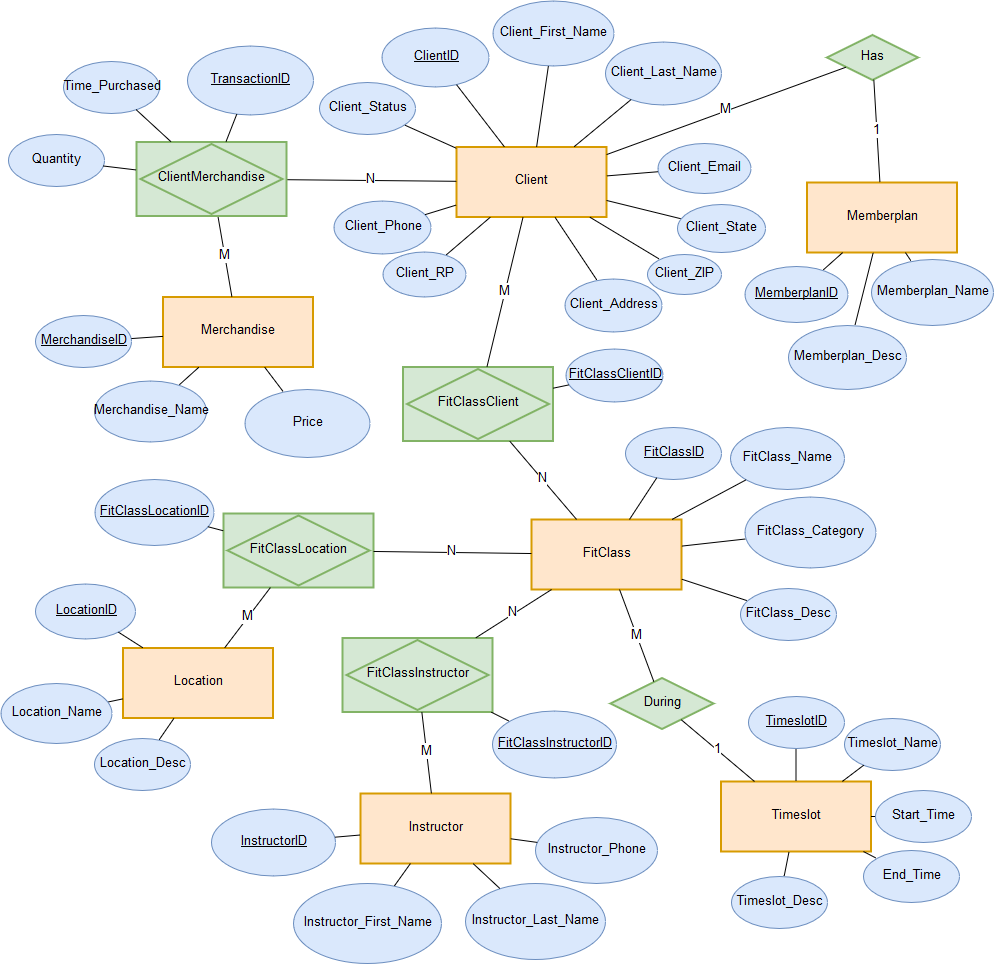 Client_First_Name
ClientID
Has
Client_Last_Name
TransactionID
Time_Purchased
Client_Status
M
1
Quantity
ClientMerchandise
N
Client
Client_Email
Memberplan
Client_Phone
Client_State
M
Client_RP
Client_ZIP
MemberplanID
Memberplan_Name
M
Client_Address
Merchandise
MerchandiseID
Memberplan_Desc
FitClassClientID
Merchandise_Name
FitClassClient
Price
FitClassID
FitClass_Name
N
FitClassLocationID
FitClass_Category
FitClassLocation
N
FitClass
LocationID
M
N
FitClass_Desc
M
Location
FitClassInstructor
During
Location_Name
TimeslotID
FitClassInstructorID
Timeslot_Name
M
1
Location_Desc
Instructor
Timeslot
Start_Time
InstructorID
Instructor_Phone
End_Time
Timeslot_Desc
Instructor_First_Name
Instructor_Last_Name